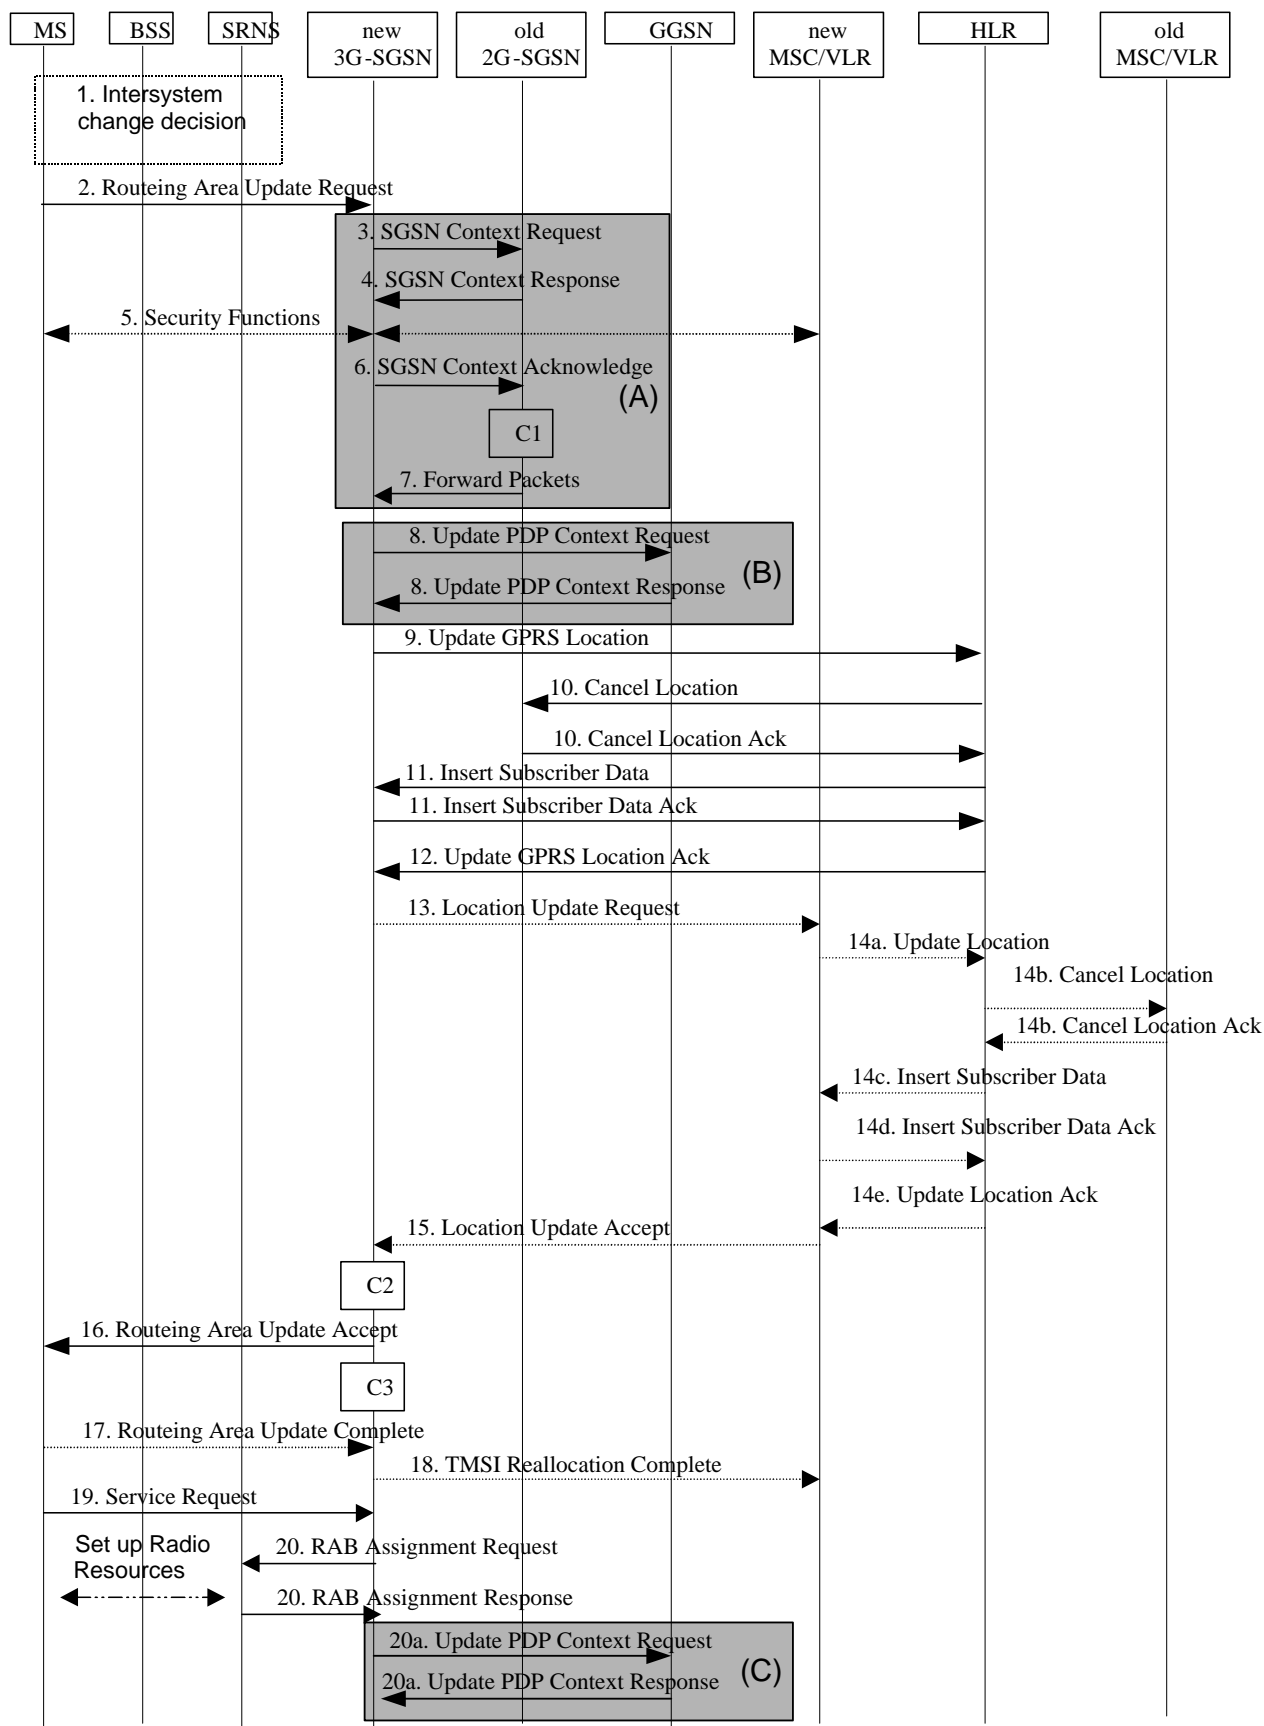 MS
BSS
SRNS
new
3G-SGSN
old
2G-SGSN
GGSN
new
MSC/VLR
HLR
old
MSC/VLR
1. Intersystem
change decision
2. Routeing Area Update Request
3. SGSN Context Request
4. SGSN Context Response
5. Security Functions
6. SGSN Context Acknowledge
(A)
C1
7. Forward Packets
8. Update PDP Context Request
(B)
8. Update PDP Context Response
9. Update GPRS Location
10. Cancel Location
10. Cancel Location Ack
11. Insert Subscriber Data
11. Insert Subscriber Data Ack
12. Update GPRS Location Ack
13. Location Update Request
14a. Update Location
14b. Cancel Location
14b. Cancel Location Ack
14c. Insert Subscriber Data
14d. Insert Subscriber Data Ack
14e. Update Location Ack
15. Location Update Accept
C2
16. Routeing Area Update Accept
C3
17. Routeing Area Update Complete
18. TMSI Reallocation Complete
19. Service Request
Set up Radio
Resources
20. RAB Assignment Request
20. RAB Assignment Response
20a. Update PDP Context Request
(C)
20a. Update PDP Context Response